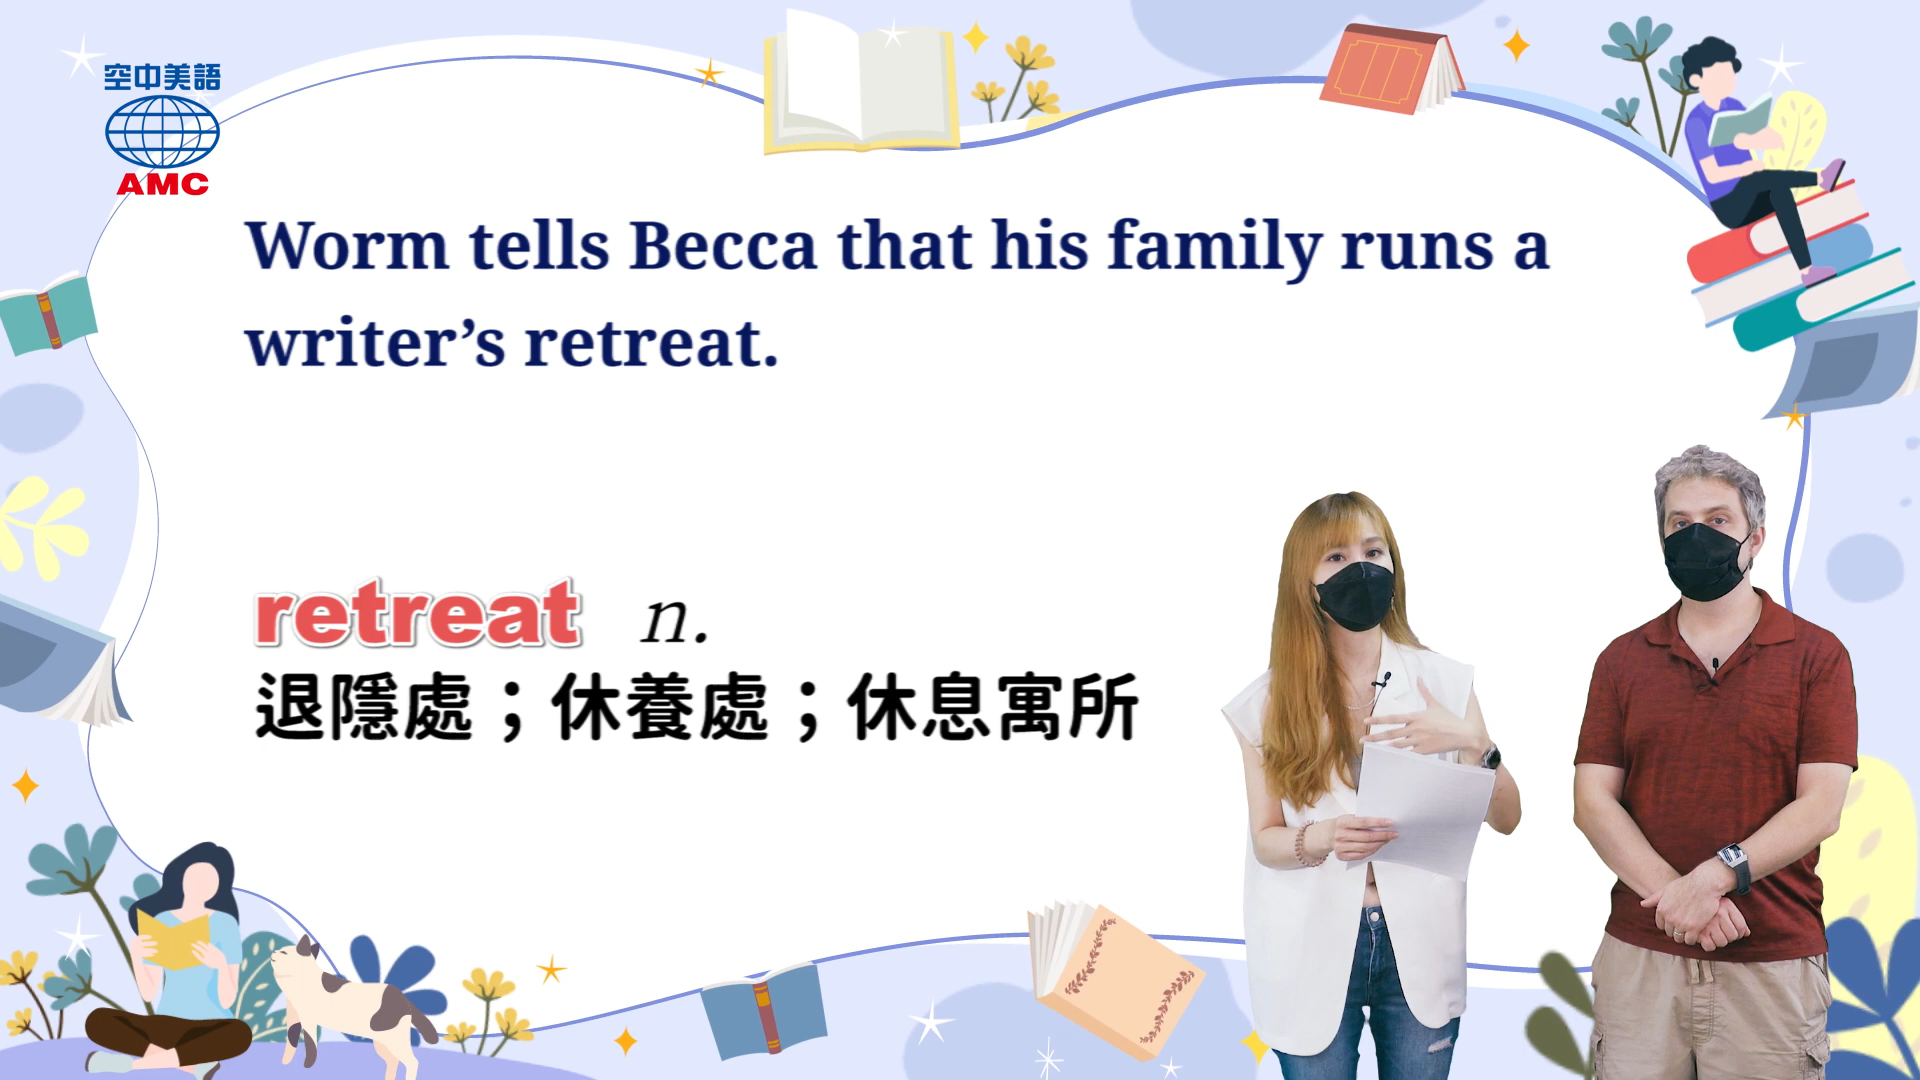 空中美語
AMC
Worm tells Becca that his family runs a
writer’s retreat.
retreat n.
退隱處；休養處；休息寓所